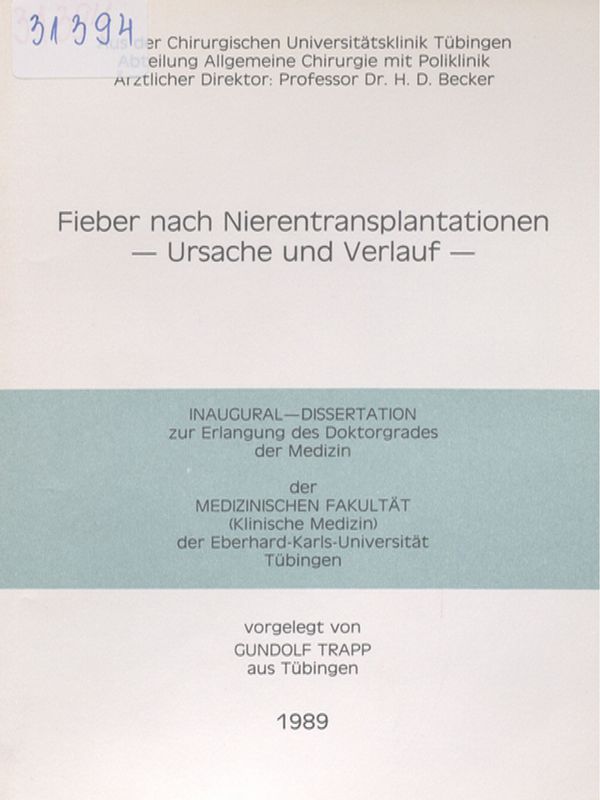 31394
Aus der Chirurgischen Universitätsklinik Tübingen
Abteilung Allgemeine Chirurgie mit Poliklinik
Ärztlicher Direktor: Professor Dr. H. D. Becker
Fieber nach Nierentransplantationen
— Ursache und Verlauf —
INAUGURAL—DISSERTATION
zur Erlangung des Doktorgrades
der Medizin
der
MEDIZINISCHEN FAKULTÄT
(Klinische Medizin)
der Eberhard-Karls-Universität
Tübingen
vorgelegt von
GUNDOLF TRAPP
aus Tübingen
1989